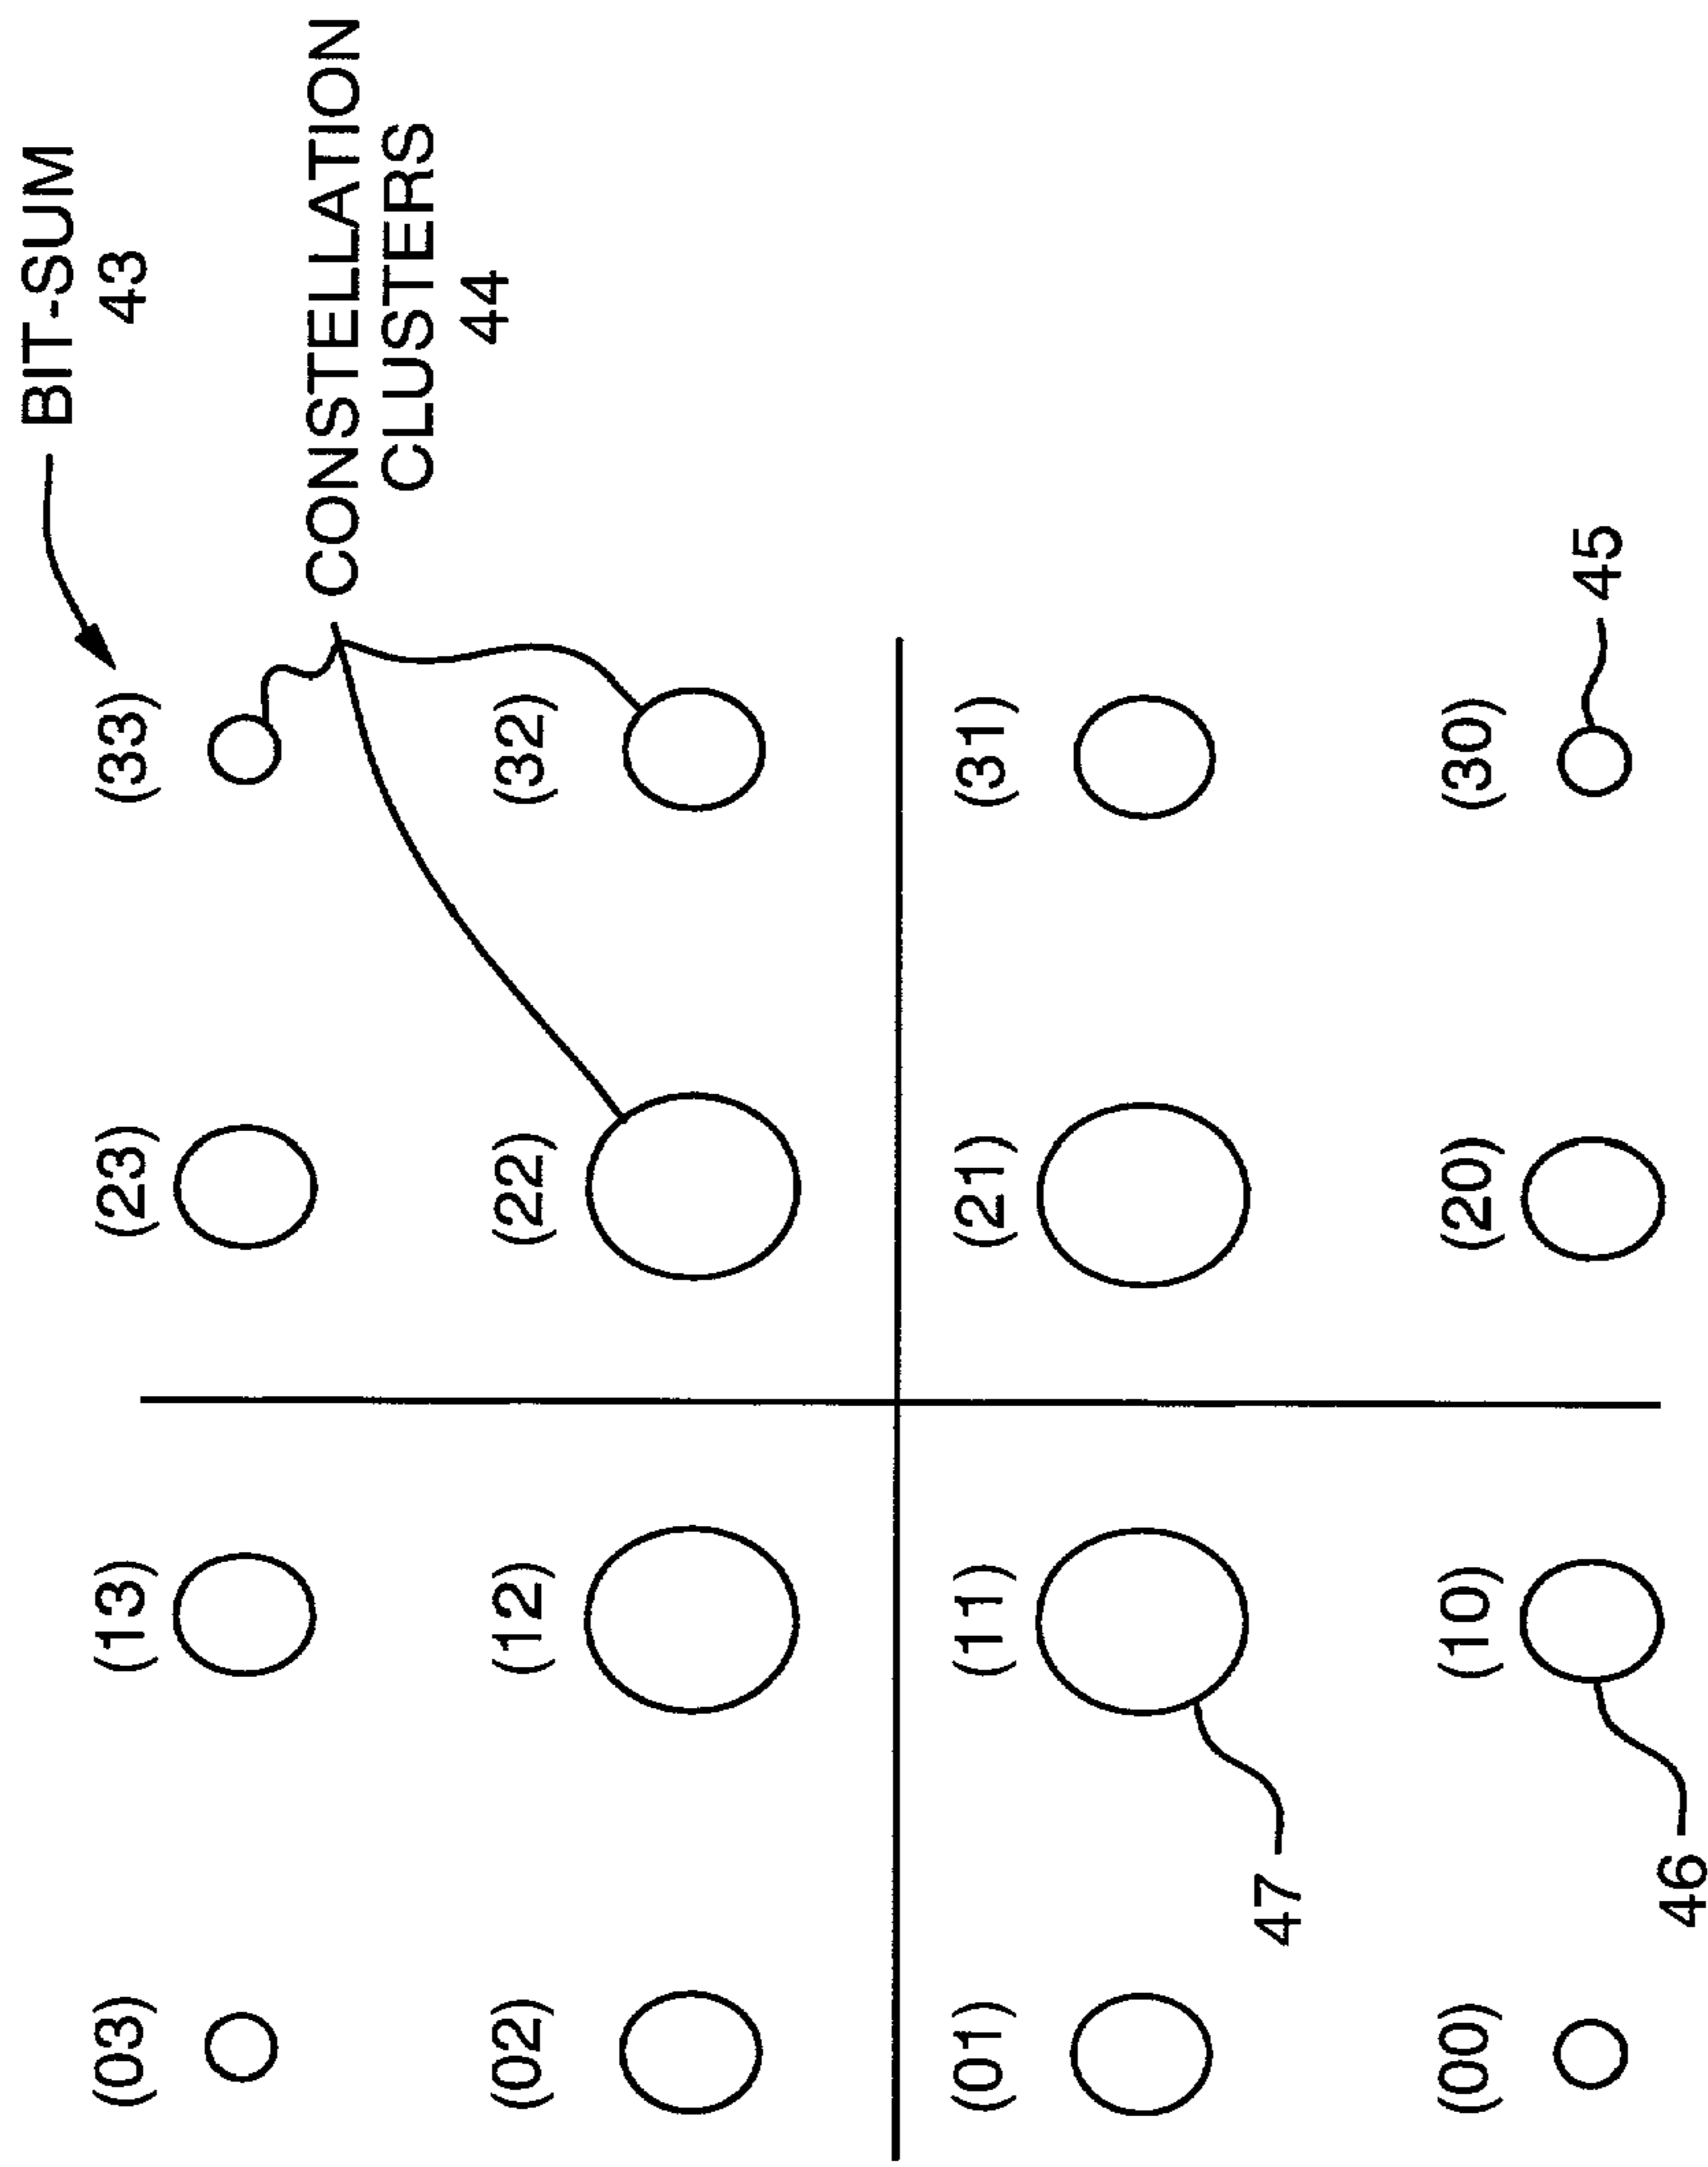 BIT-SUM
43
(03) (13) (23) (33)
CONSTELLATION
CLUSTERS
44
(02) (12) (22) (32)
(01) (11) (21) (31)
47
(00) (10) (20) (30)
45
46